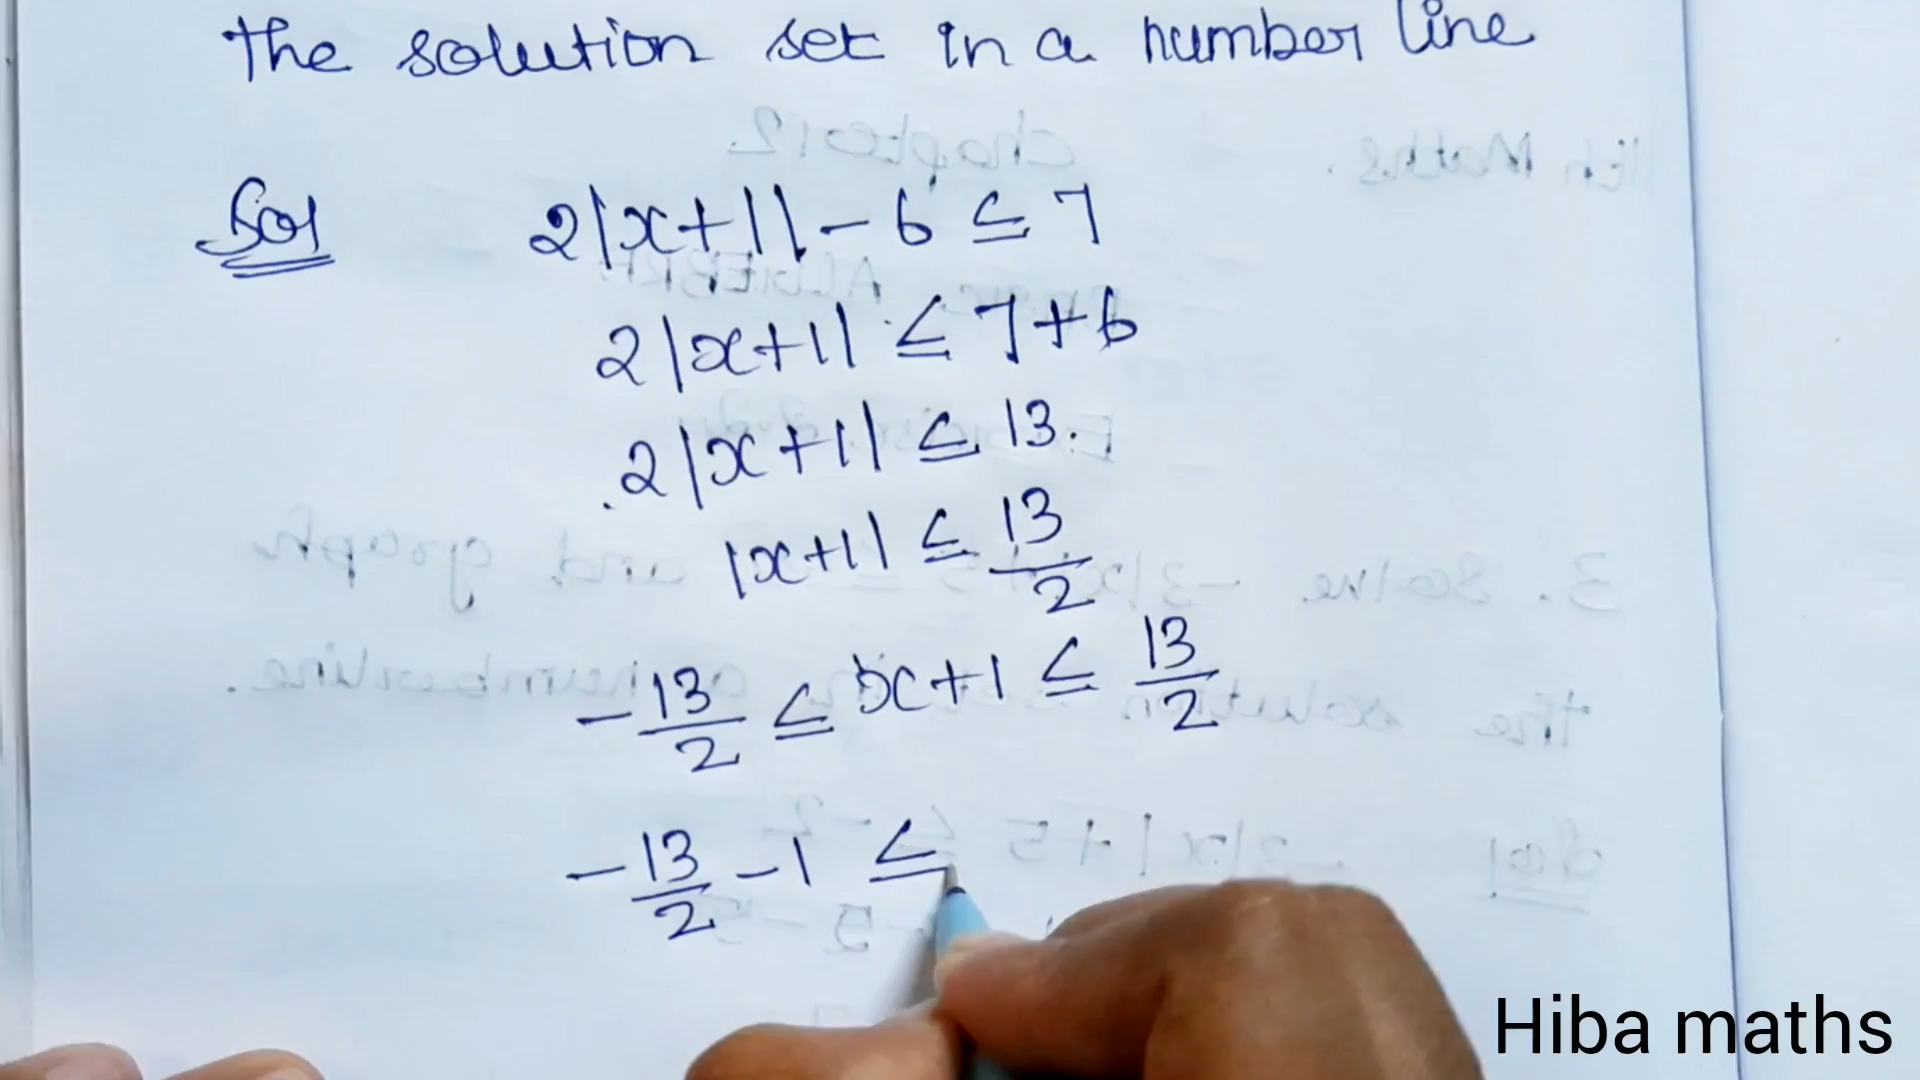 The solution set in a number line
Sol 2|x+1| - 6 ≤ 7
2|x+1| ≤ 7+6
2|x+1| ≤ 13.
|x+1| ≤ 13/2
-13/2 ≤ x+1 ≤ 13/2
-13/2 - 1 ≤
Hiba maths